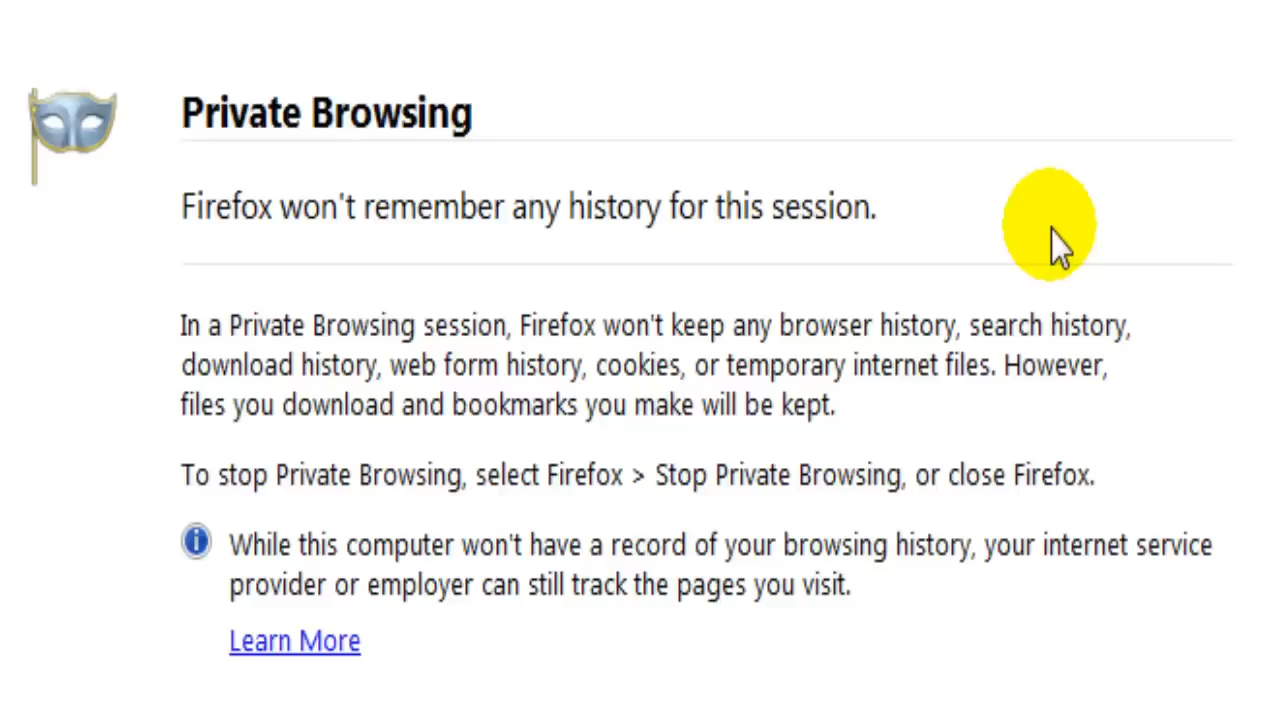 Private Browsing
Firefox won't remember any history for this session.
In a Private Browsing session, Firefox won't keep any browser history, search history,
download history, web form history, cookies, or temporary internet files. However,
files you download and bookmarks you make will be kept.
To stop Private Browsing, select Firefox > Stop Private Browsing, or close Firefox.
While this computer won't have a record of your browsing history, your internet service
provider or employer can still track the pages you visit.
Learn More